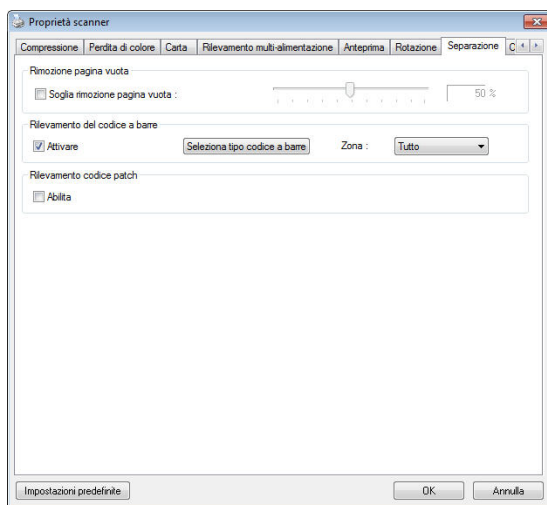 Proprietà scanner
Compressione Perdita di colore Carta Rilevamento multi-alimentazione Anteprima Rotazione Separazione C
Rimozione pagina vuota
Soglia rimozione pagina vuota : 50 %
Rilevamento del codice a barre
Attivare Seleziona tipo codice a barre Zona : Tutto
Rilevamento codice patch
Abilita
Impostazioni predefinite OK Annulla